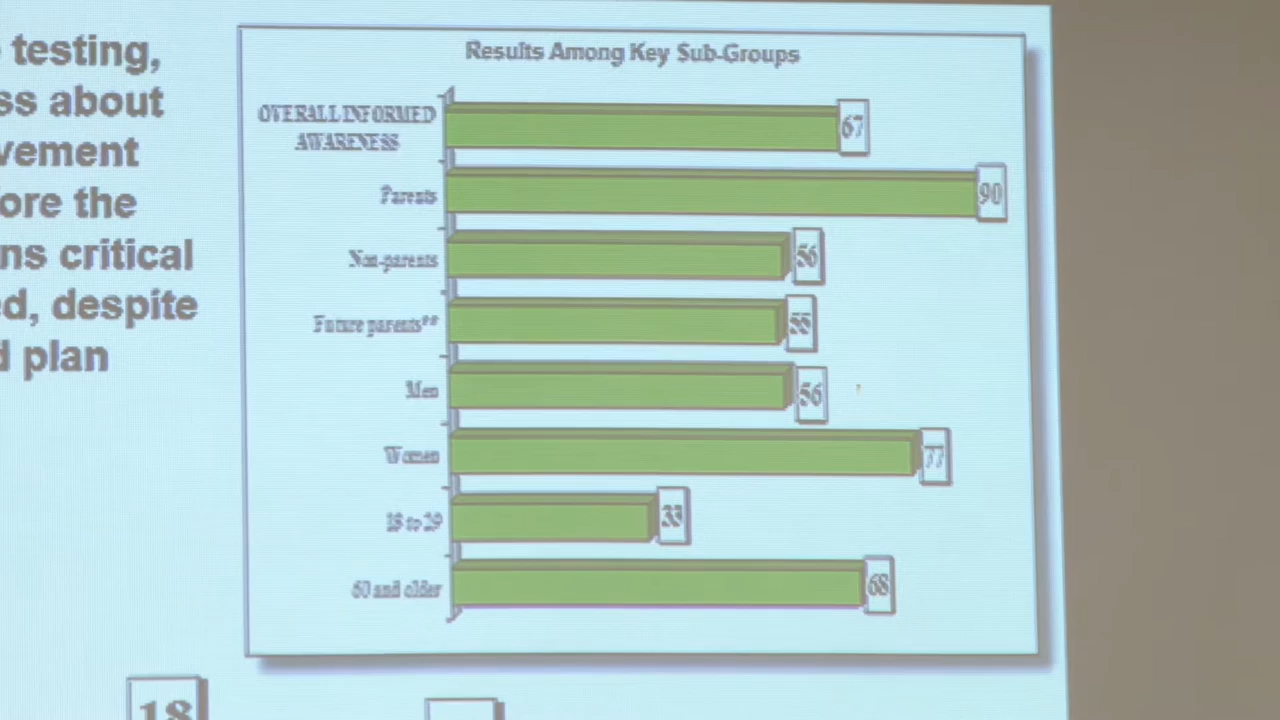 testing,
ss about
vement
ore the
ns critical
ed, despite
d plan
Results Among Key Sub-Groups
OVERALL INFORMED
AWARENESS
67
Parents
90
Non-parents
56
Future parents**
55
Men
56
Women
77
18 to 29
33
60 and older
68
18